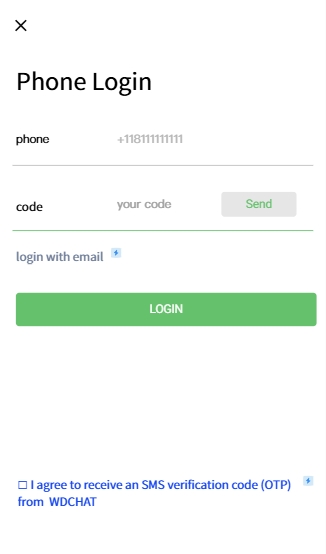 Phone Login
phone +118111111111
code your code Send
login with email
LOGIN
☐ I agree to receive an SMS verification code (OTP)
from WDCHAT